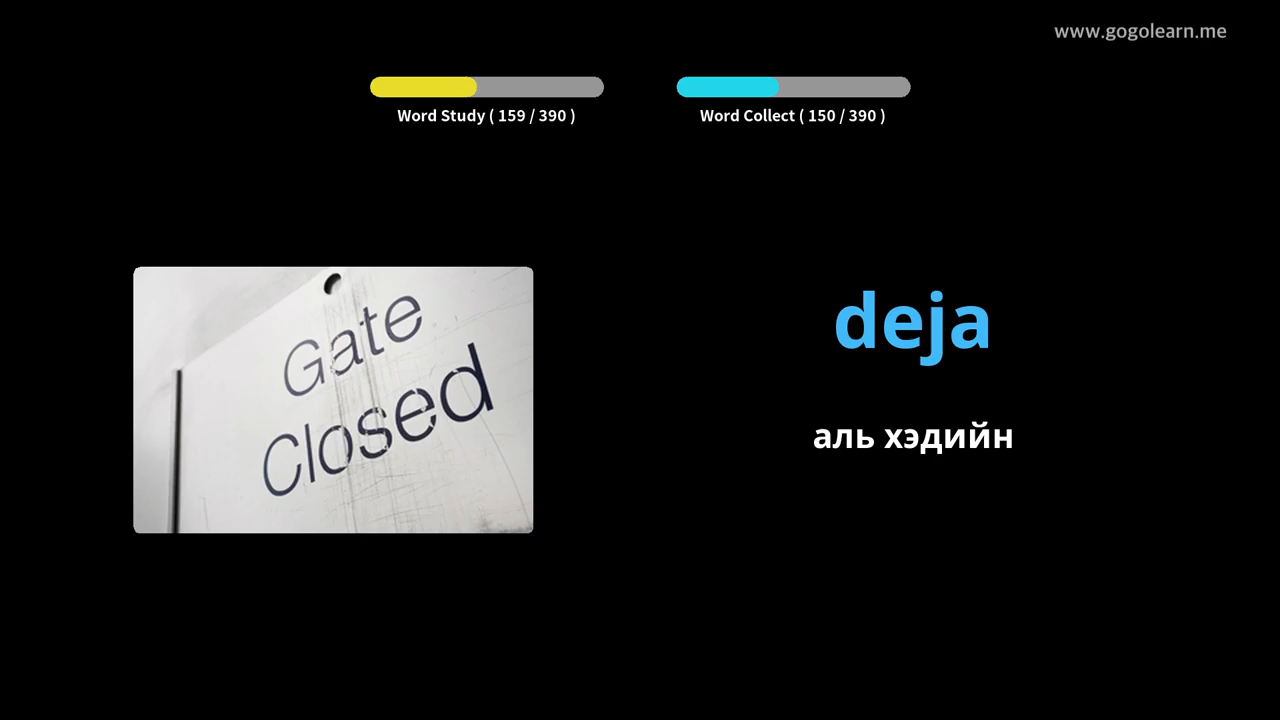 www.gogolearn.me
Word Study ( 159 / 390 )
Word Collect ( 150 / 390 )
Gate
Closed
deja
аль хэдийн